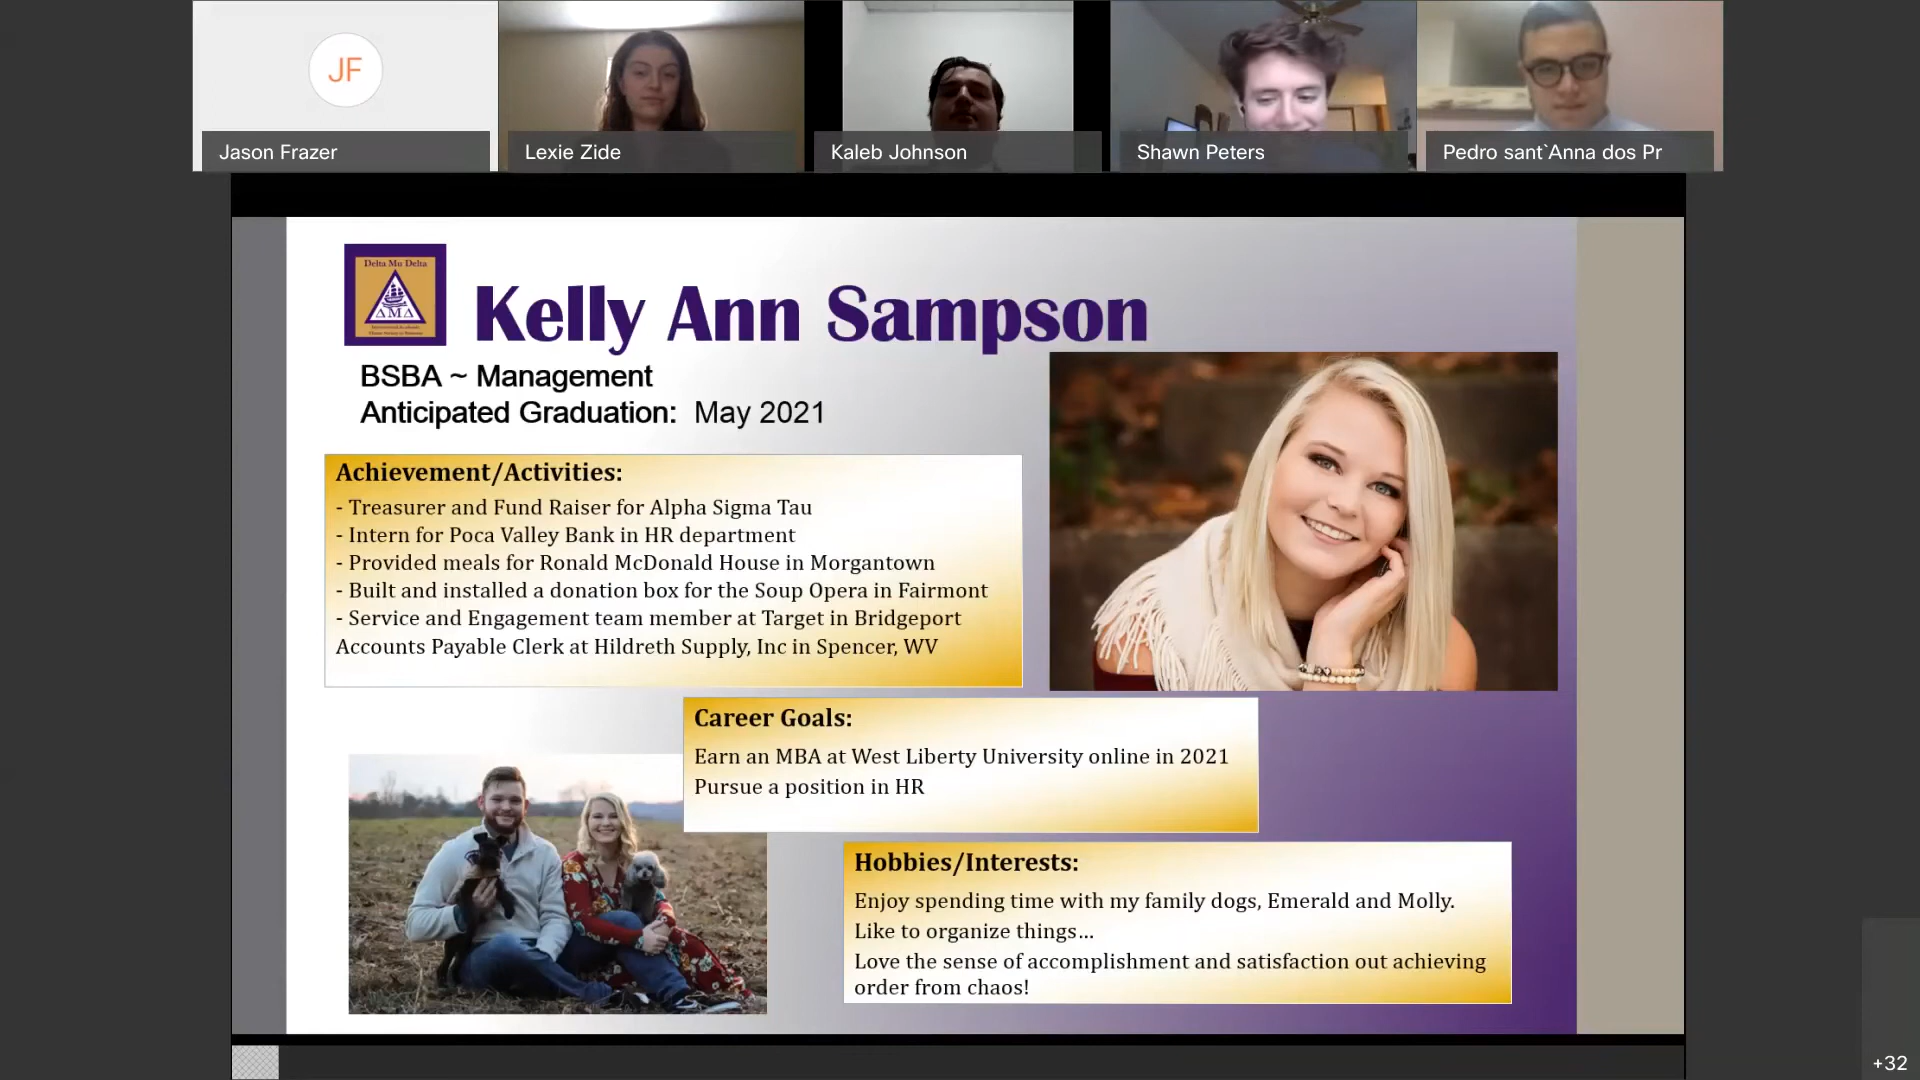 JF
Jason Frazer
Lexie Zide
Kaleb Johnson
Shawn Peters
Pedro sant`Anna dos Pr
Delta Mu Delta
ΔΜΔ
Kelly Ann Sampson
BSBA ~ Management
Anticipated Graduation: May 2021
Achievement/Activities:
- Treasurer and Fund Raiser for Alpha Sigma Tau
- Intern for Poca Valley Bank in HR department
- Provided meals for Ronald McDonald House in Morgantown
- Built and installed a donation box for the Soup Opera in Fairmont
- Service and Engagement team member at Target in Bridgeport
Accounts Payable Clerk at Hildreth Supply, Inc in Spencer, WV
Career Goals:
Earn an MBA at West Liberty University online in 2021
Pursue a position in HR
Hobbies/Interests:
Enjoy spending time with my family dogs, Emerald and Molly.
Like to organize things...
Love the sense of accomplishment and satisfaction out achieving
order from chaos!
+32